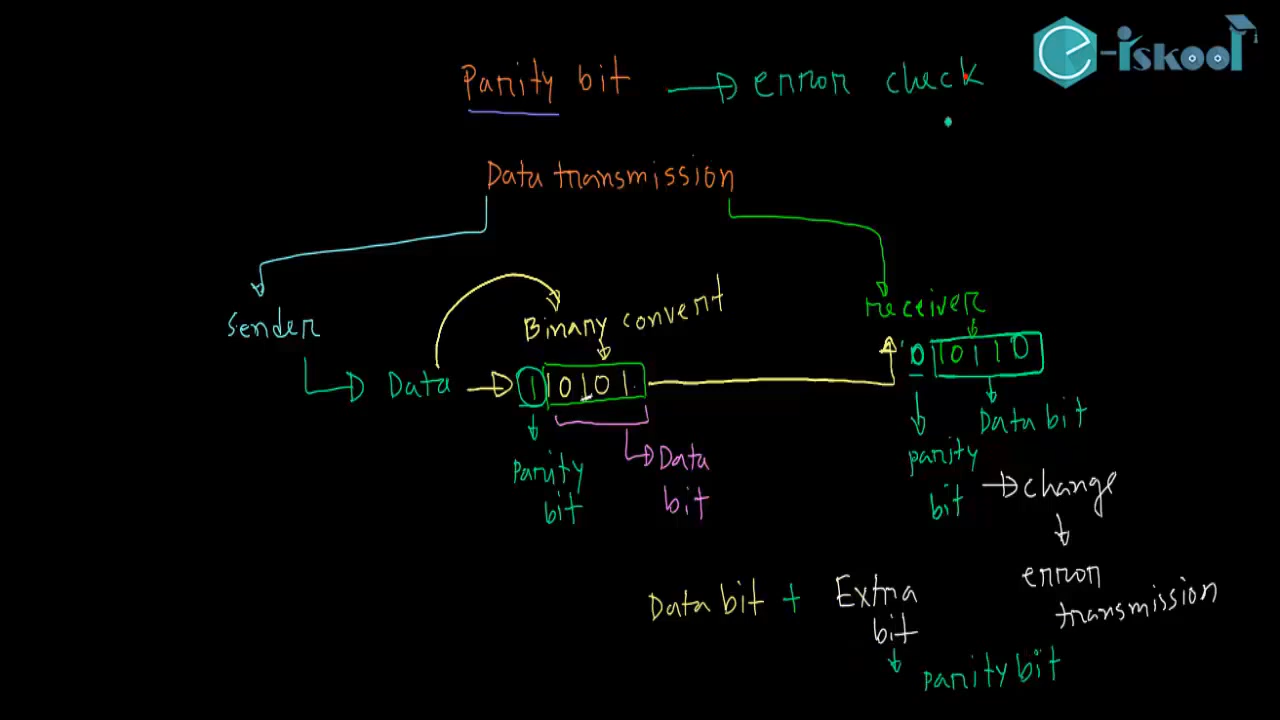 e-iskool
Parity bit → error check
Data transmission
Sender
Binary convert
receiver
Data → 1 0101
0 10110
Parity
bit
Data
bit
Data bit
parity
bit → change
error
transmission
Data bit + Extra
bit
parity bit